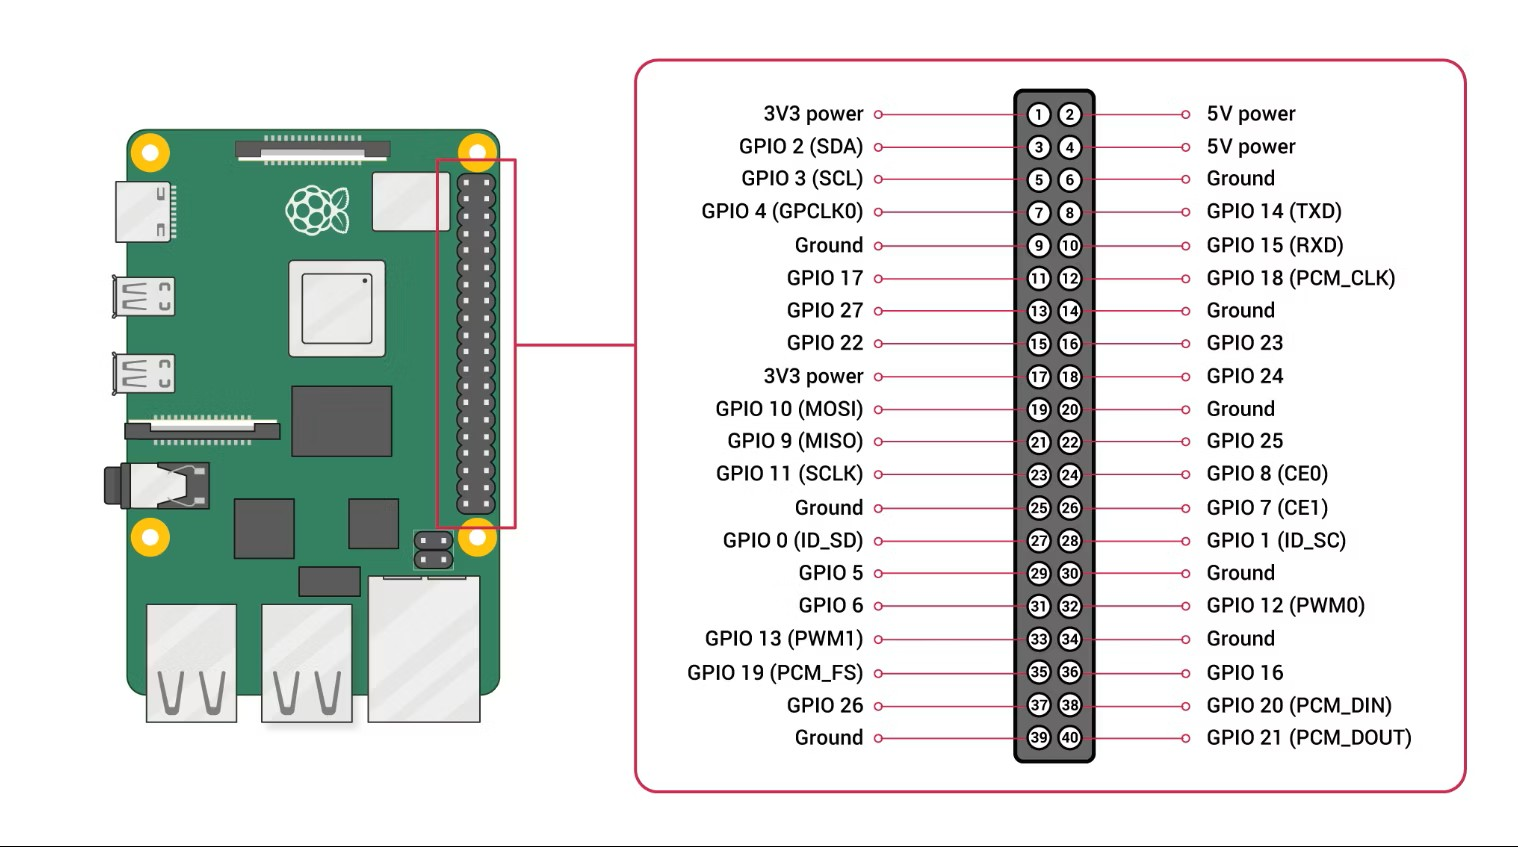 3V3 power 1 2 5V power
GPIO 2 (SDA) 3 4 5V power
GPIO 3 (SCL) 5 6 Ground
GPIO 4 (GPCLK0) 7 8 GPIO 14 (TXD)
Ground 9 10 GPIO 15 (RXD)
GPIO 17 11 12 GPIO 18 (PCM_CLK)
GPIO 27 13 14 Ground
GPIO 22 15 16 GPIO 23
3V3 power 17 18 GPIO 24
GPIO 10 (MOSI) 19 20 Ground
GPIO 9 (MISO) 21 22 GPIO 25
GPIO 11 (SCLK) 23 24 GPIO 8 (CE0)
Ground 25 26 GPIO 7 (CE1)
GPIO 0 (ID_SD) 27 28 GPIO 1 (ID_SC)
GPIO 5 29 30 Ground
GPIO 6 31 32 GPIO 12 (PWM0)
GPIO 13 (PWM1) 33 34 Ground
GPIO 19 (PCM_FS) 35 36 GPIO 16
GPIO 26 37 38 GPIO 20 (PCM_DIN)
Ground 39 40 GPIO 21 (PCM_DOUT)